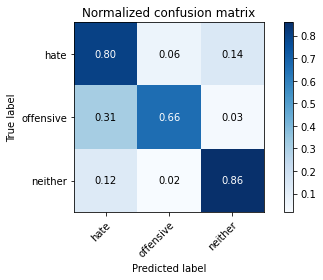 Normalized confusion matrix
True label
hate
offensive
neither
0.80 0.06 0.14
0.31 0.66 0.03
0.12 0.02 0.86
hate
offensive
neither
Predicted label
0.8
0.7
0.6
0.5
0.4
0.3
0.2
0.1